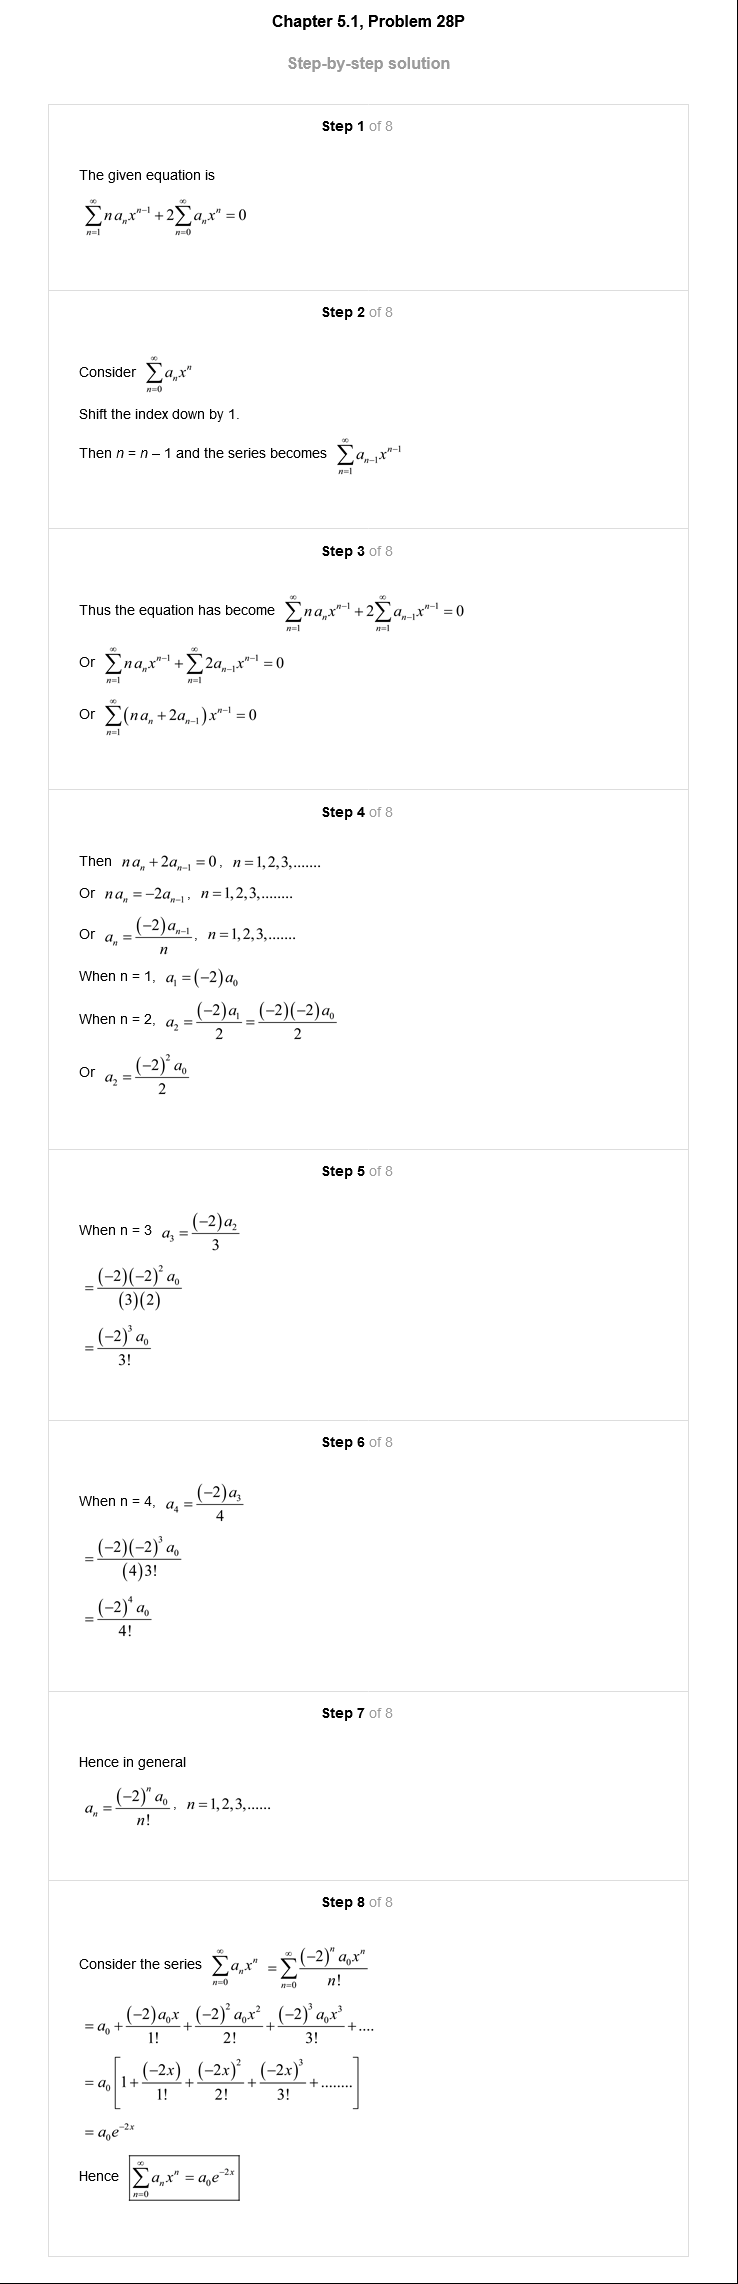 Chapter 5.1, Problem 28P
Step-by-step solution
Step 1 of 8
The given equation is
$\sum_{n=1}^{\infty} n a_n x^{n-1} + 2\sum_{n=0}^{\infty} a_n x^n = 0$
Step 2 of 8
Consider $\sum_{n=0}^{\infty} a_n x^n$
Shift the index down by 1.
Then n = n – 1 and the series becomes $\sum_{n=1}^{\infty} a_{n-1} x^{n-1}$
Step 3 of 8
Thus the equation has become $\sum_{n=1}^{\infty} n a_n x^{n-1} + 2\sum_{n=1}^{\infty} a_{n-1} x^{n-1} = 0$
Or $\sum_{n=1}^{\infty} n a_n x^{n-1} + \sum_{n=1}^{\infty} 2a_{n-1} x^{n-1} = 0$
Or $\sum_{n=1}^{\infty} (n a_n + 2a_{n-1}) x^{n-1} = 0$
Step 4 of 8
Then $n a_n + 2a_{n-1} = 0, \ n = 1, 2, 3, .......$
Or $n a_n = -2a_{n-1}, \ n = 1, 2, 3, ........$
Or $a_n = \frac{(-2) a_{n-1}}{n}, \ n = 1, 2, 3, .......$
When n = 1, $a_1 = (-2) a_0$
When n = 2, $a_2 = \frac{(-2) a_1}{2} = \frac{(-2)(-2) a_0}{2}$
Or $a_2 = \frac{(-2)^2 a_0}{2}$
Step 5 of 8
When n = 3 $a_3 = \frac{(-2) a_2}{3}$
$= \frac{(-2)(-2)^2 a_0}{(3)(2)}$
$= \frac{(-2)^3 a_0}{3!}$
Step 6 of 8
When n = 4, $a_4 = \frac{(-2) a_3}{4}$
$= \frac{(-2)(-2)^3 a_0}{(4)3!}$
$= \frac{(-2)^4 a_0}{4!}$
Step 7 of 8
Hence in general
$a_n = \frac{(-2)^n a_0}{n!}, \ n = 1, 2, 3, ......$
Step 8 of 8
Consider the series $\sum_{n=0}^{\infty} a_n x^n = \sum_{n=0}^{\infty} \frac{(-2)^n a_0 x^n}{n!}$
$= a_0 + \frac{(-2) a_0 x}{1!} + \frac{(-2)^2 a_0 x^2}{2!} + \frac{(-2)^3 a_0 x^3}{3!} + ....$
$= a_0 \left[ 1 + \frac{(-2x)}{1!} + \frac{(-2x)^2}{2!} + \frac{(-2x)^3}{3!} + ........ \right]$
$= a_0 e^{-2x}$
Hence $\sum_{n=0}^{\infty} a_n x^n = a_0 e^{-2x}$